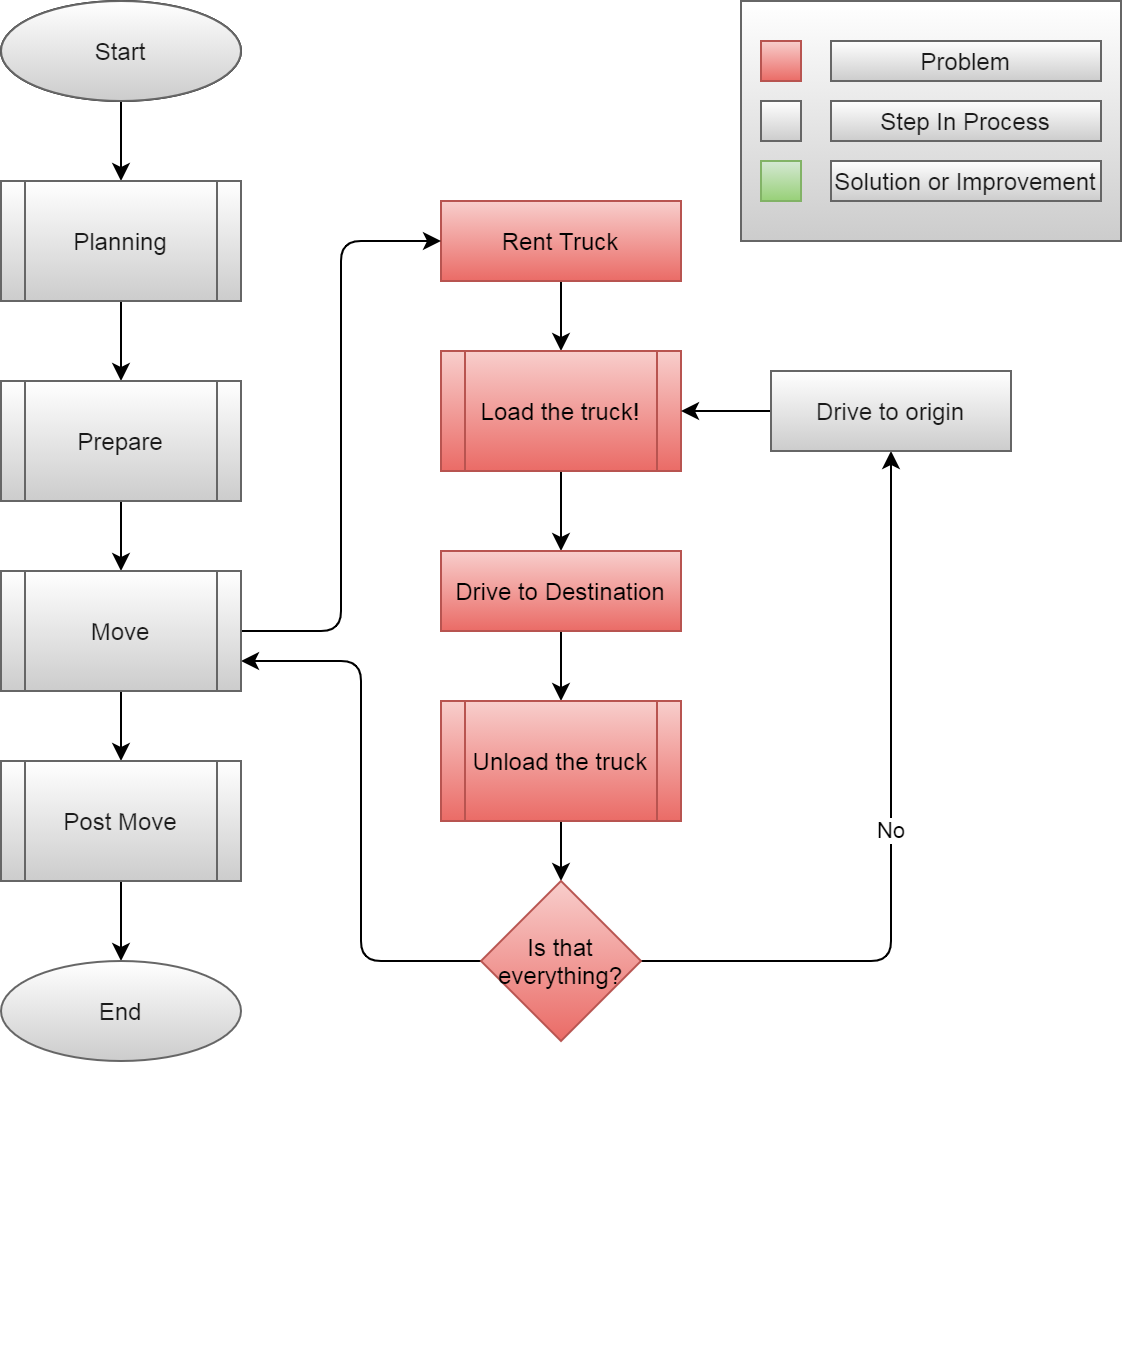 Start
Planning
Prepare
Move
Post Move
End
Rent Truck
Load the truck!
Drive to Destination
Unload the truck
Is that
everything?
No
Drive to origin
Problem
Step In Process
Solution or Improvement